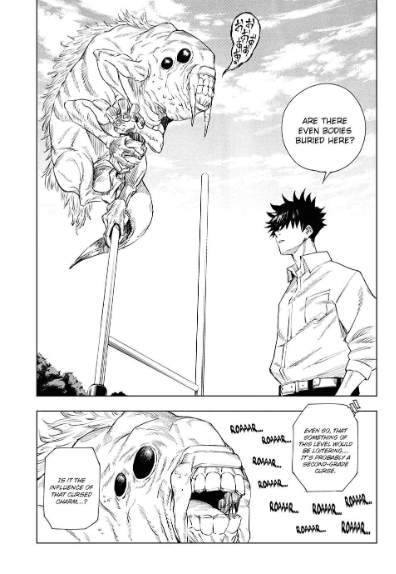 ARE THERE
EVEN BODIES
BURIED HERE?
EVEN SO, THAT
SOMETHING OF
THIS LEVEL WOULD
BE LOITERING...
IT'S PROBABLY A
SECOND-GRADE
CURSE.
IS IT THE
INFLUENCE OF
THAT CURSED
CHARM...?
ROAAAR...
ROAAAR...
ROAAAR...
ROAAAR...
ROAAAR...
ROAAAR...
ROAAAR...
ROAAAR...
ROAAAR...
ROAAAR...